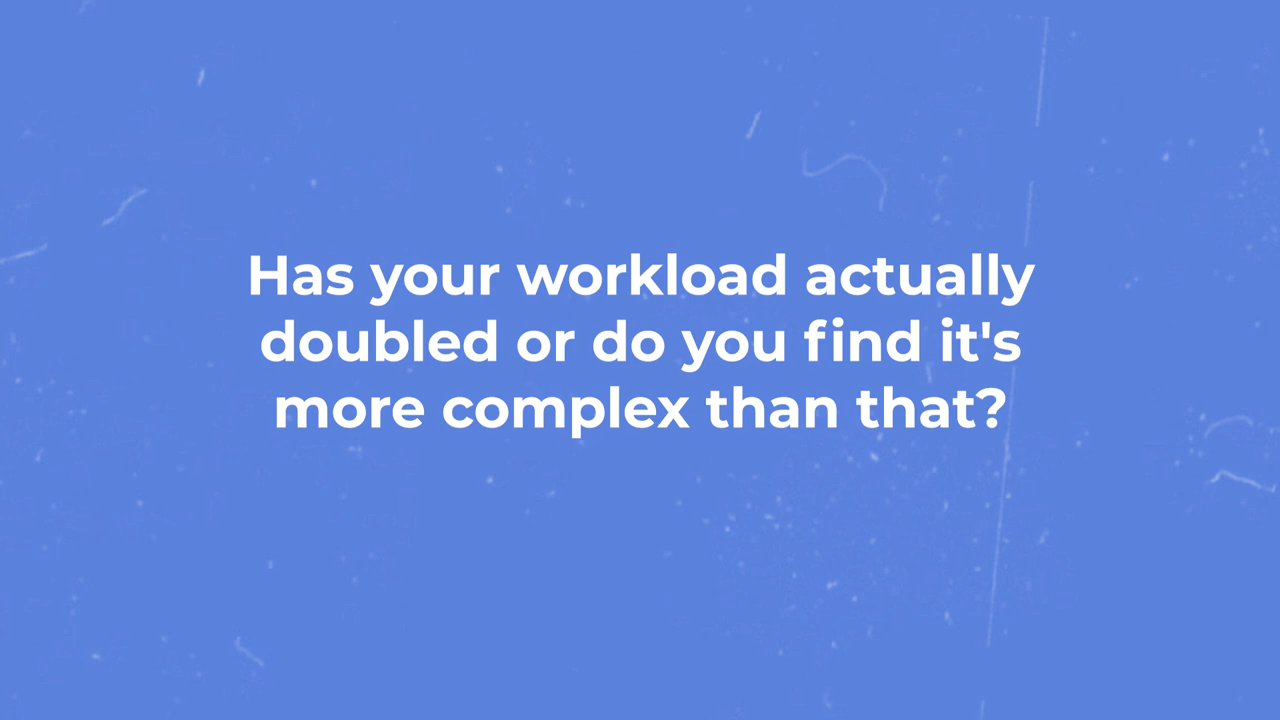 Has your workload actually
doubled or do you find it's
more complex than that?